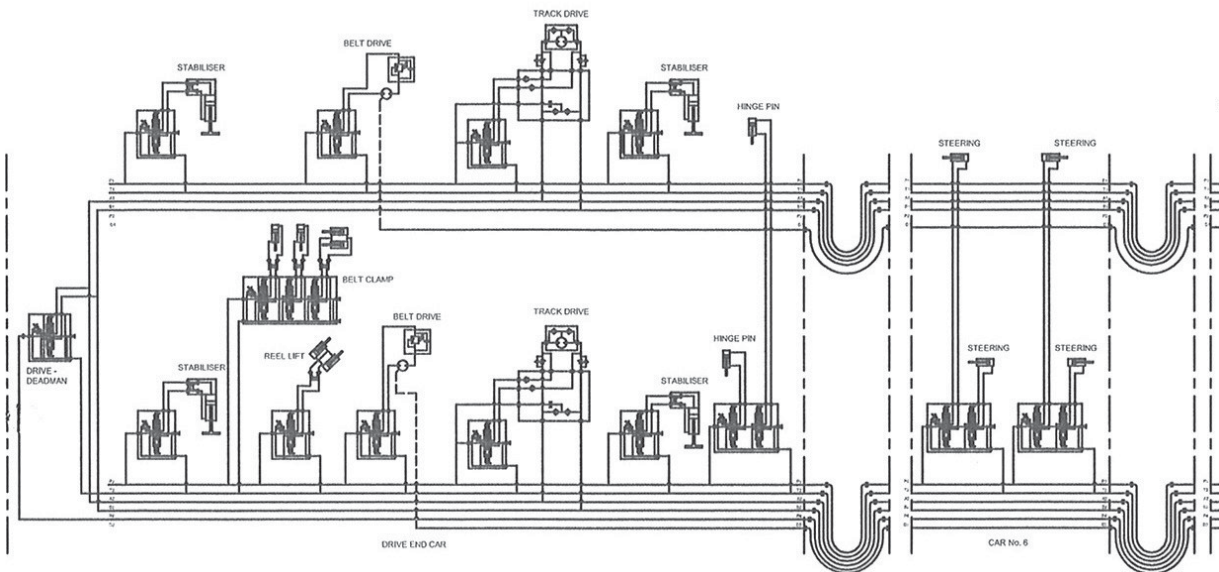 TRACK DRIVE
BELT DRIVE
STABILISER
STABILISER
HINGE PIN
STEERING
STEERING
BELT CLAMP
BELT DRIVE
TRACK DRIVE
HINGE PIN
REEL LIFT
STABILISER
STABILISER
STEERING
STEERING
DRIVE -
DEADMAN
DRIVE END CAR
CAR No. 6